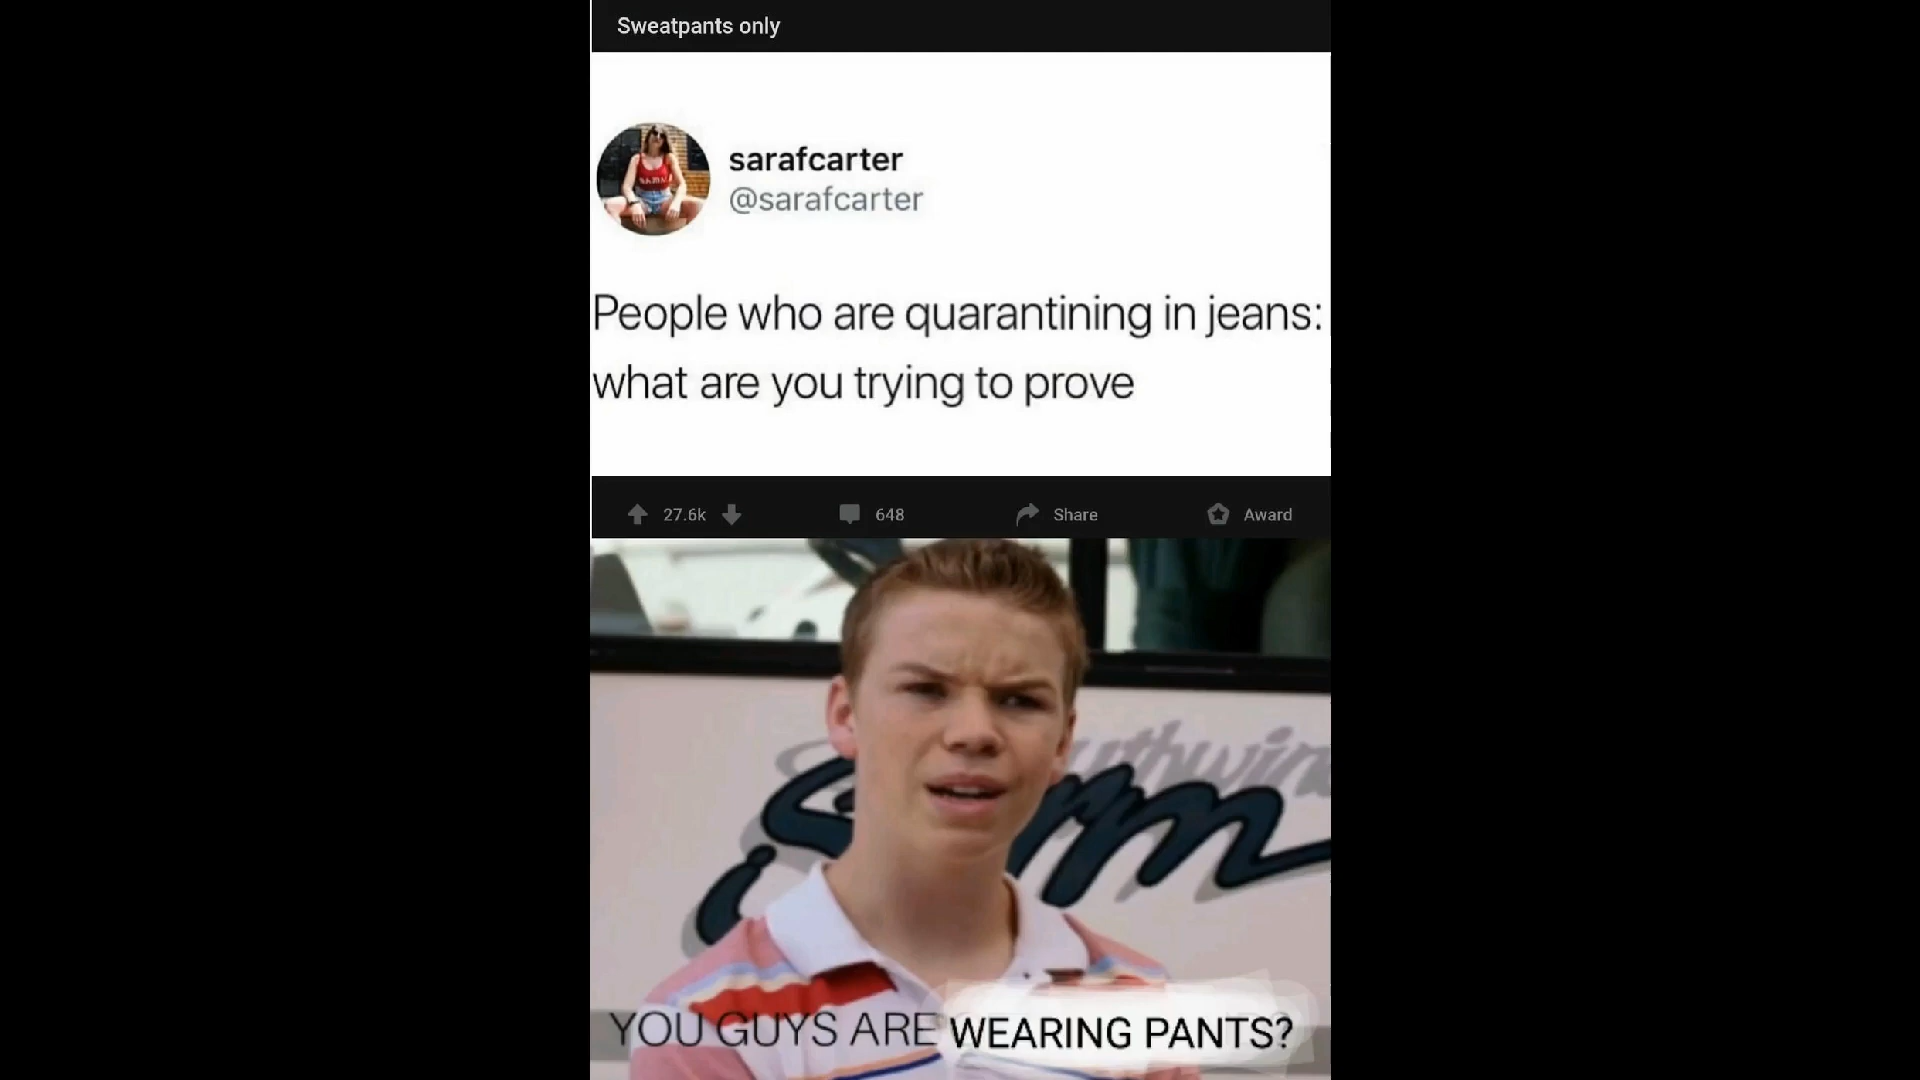 Sweatpants only
sarafcarter
@sarafcarter
People who are quarantining in jeans:
what are you trying to prove
27.6k
648
Share
Award
YOU GUYS ARE WEARING PANTS?